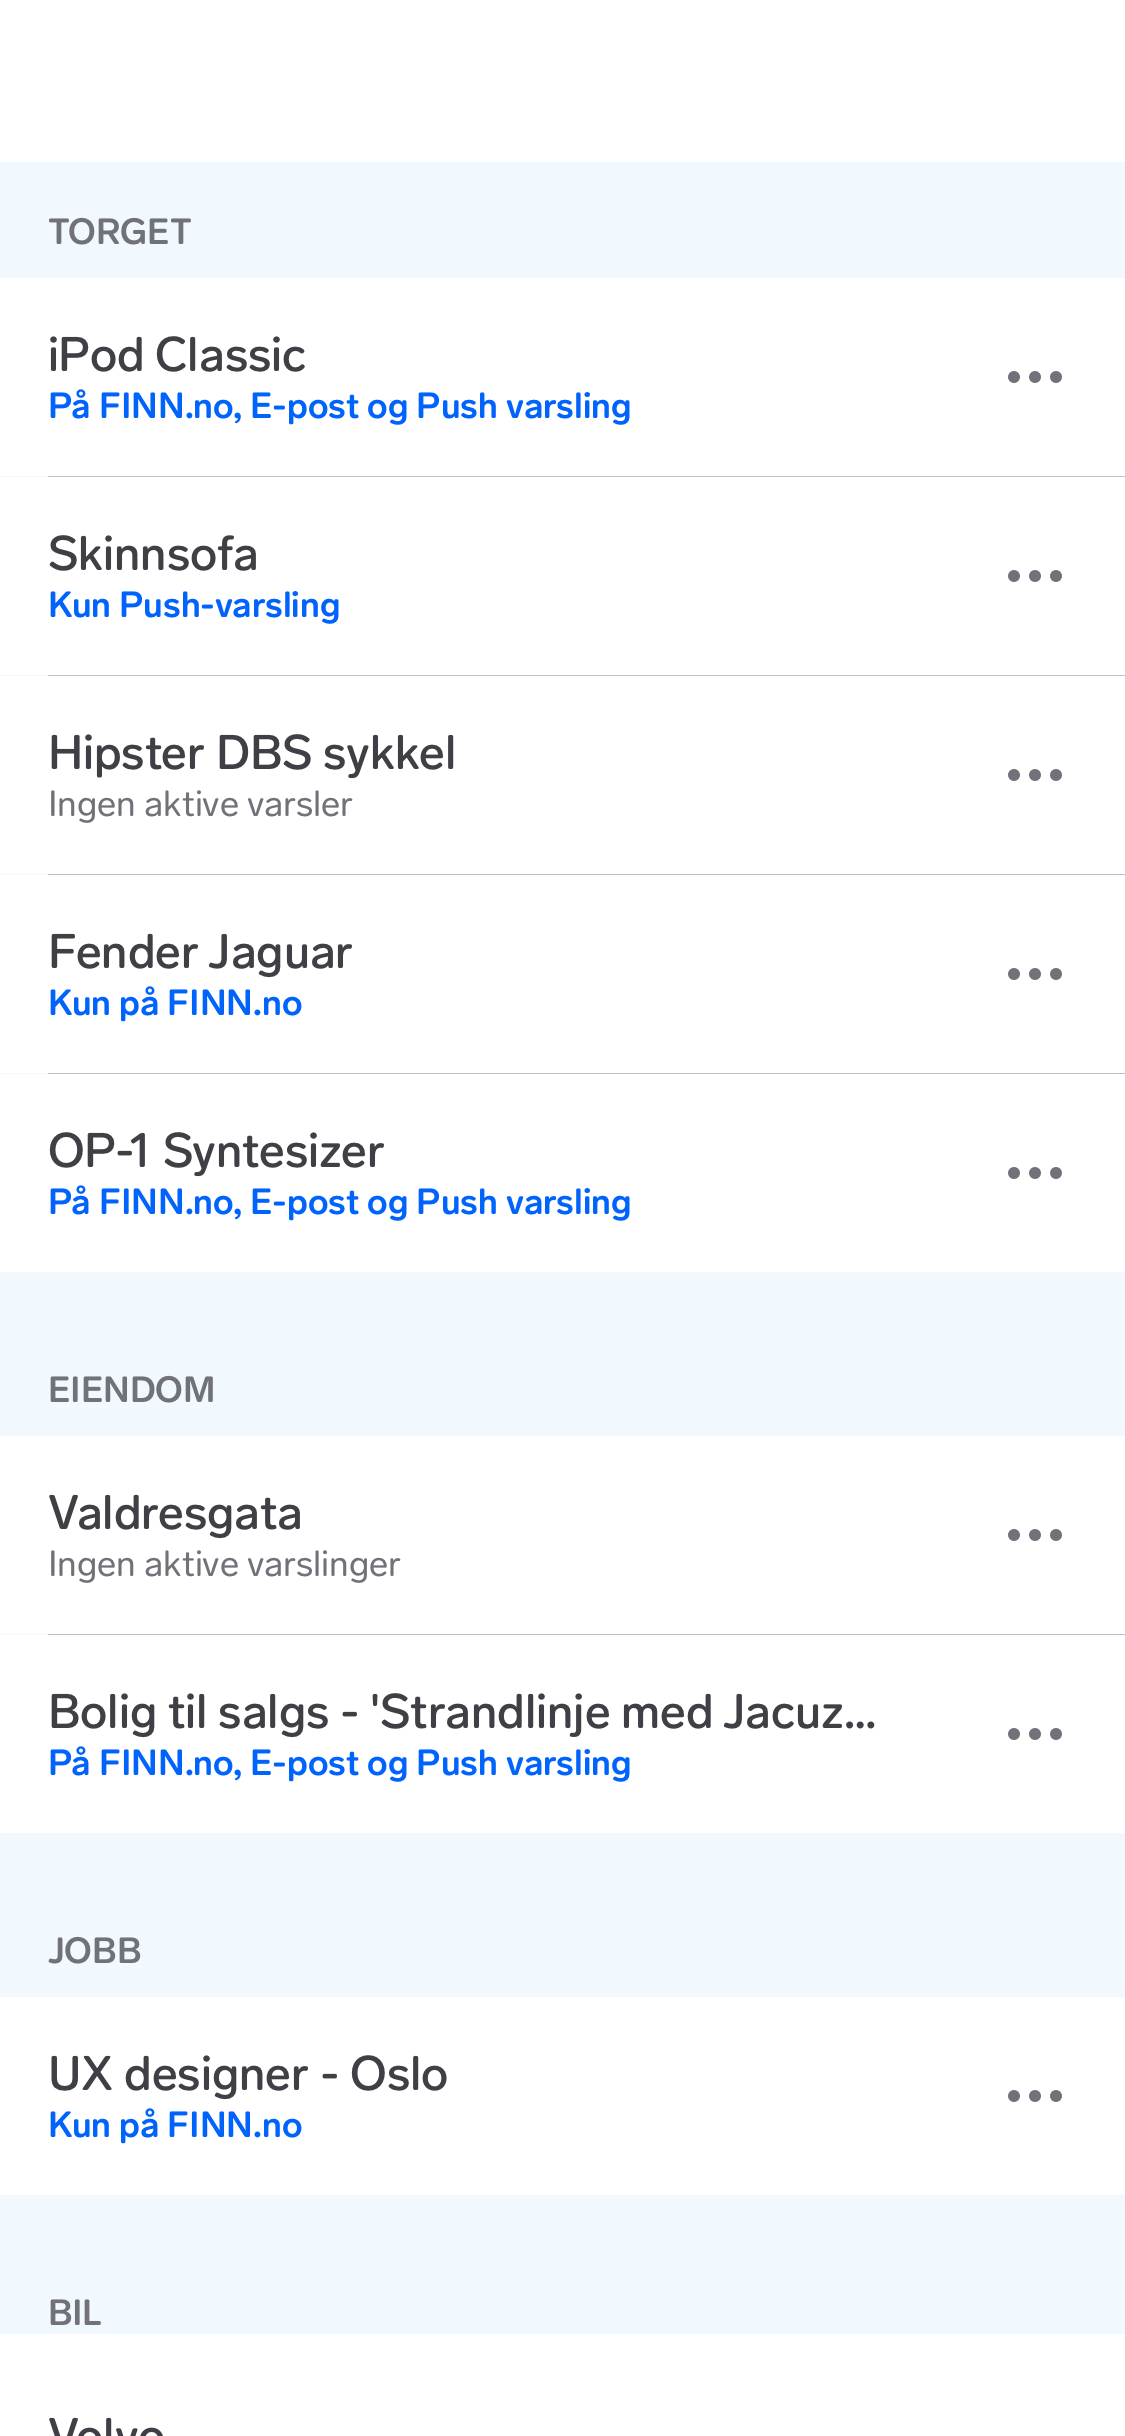 TORGET
iPod Classic
På FINN.no, E-post og Push varsling
Skinnsofa
Kun Push-varsling
Hipster DBS sykkel
Ingen aktive varsler
Fender Jaguar
Kun på FINN.no
OP-1 Syntesizer
På FINN.no, E-post og Push varsling
EIENDOM
Valdresgata
Ingen aktive varslinger
Bolig til salgs - 'Strandlinje med Jacuz...
På FINN.no, E-post og Push varsling
JOBB
UX designer - Oslo
Kun på FINN.no
BIL
Volvo